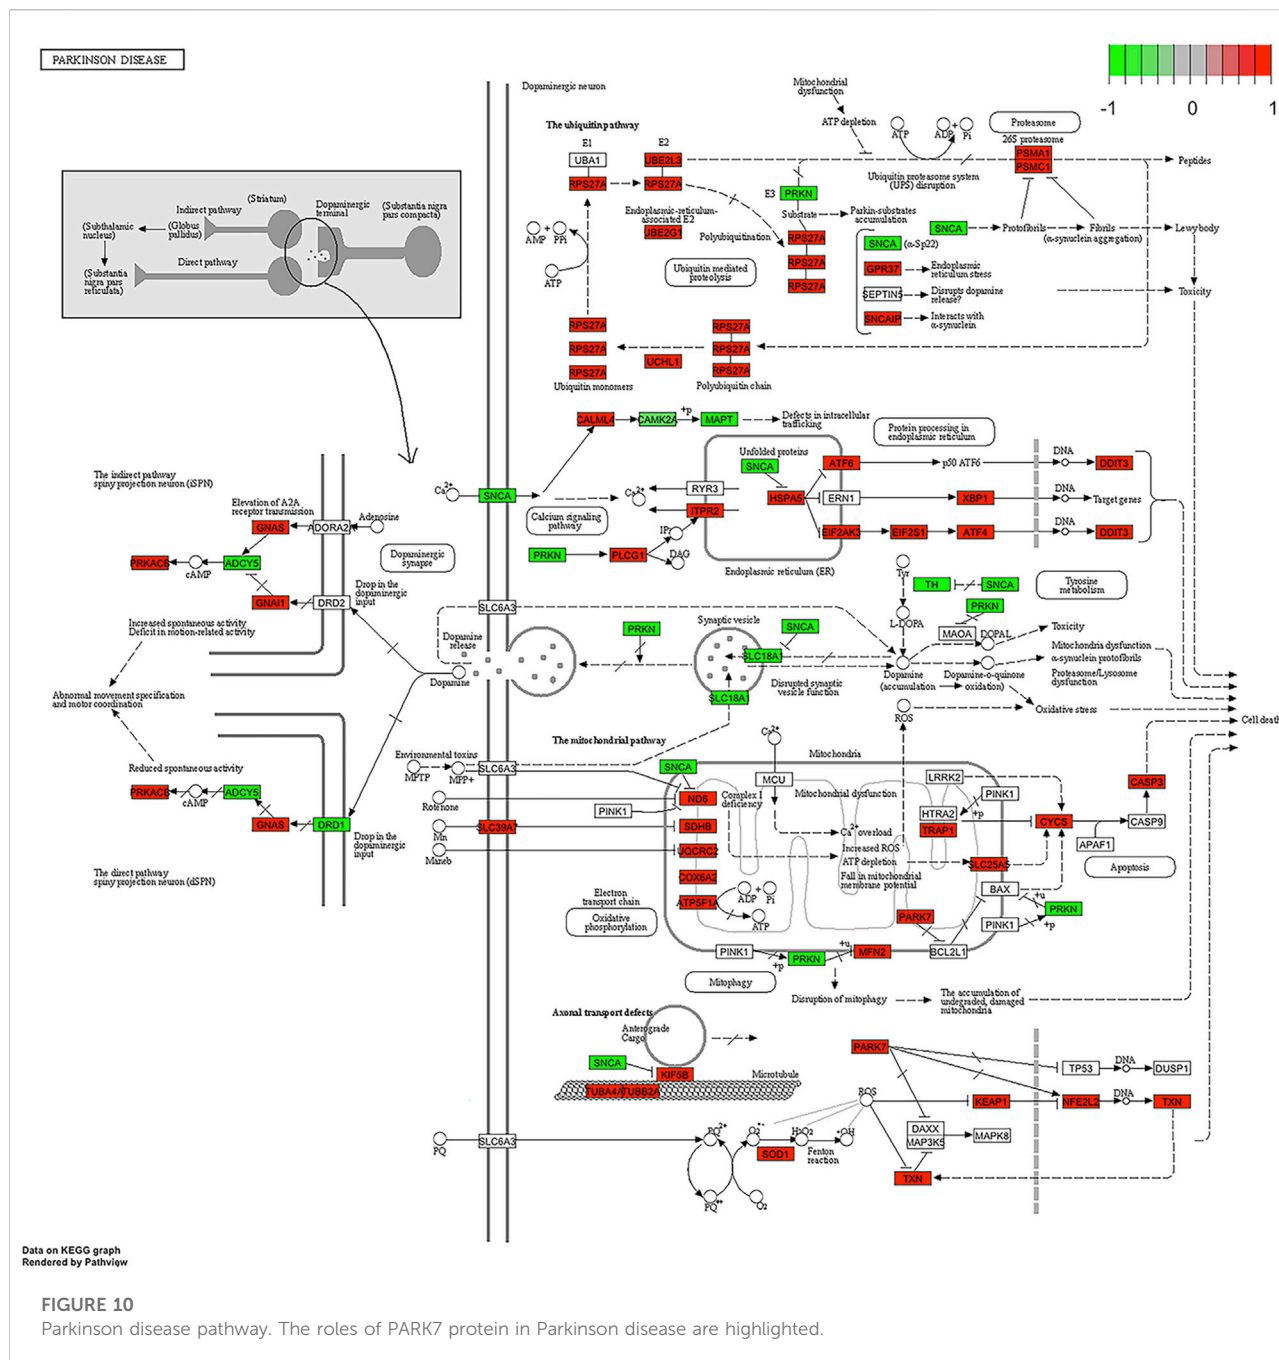 PARKINSON DISEASE
-1 0 1
Dopaminergic neuron
Mitochondrial
dysfunction
ATP depletion
ATP
ADP + Pi
Proteasome
26S proteasome
The ubiquitin pathway
E1
E2
UBA1
UBE2L3
PSMA1
PSMC1
Peptides
RPS27A
RPS27A
Ubiquitin proteasome system
(UPS) disruption
E3
PRKN
Endoplasmic-reticulum-
associated E2
UBE2G1
Substrate
Parkin-substrates
accumulation
Polyubiquitination
RPS27A
RPS27A
RPS27A
SNCA
Protofibrils
Fibrils
(α-synuclein aggregation)
Lewy body
AMP + PPi
ATP
Ubiquitin mediated
proteolysis
SNCA (α-Sp22)
GPR37
Endoplasmic
reticulum stress
SEPTIN5
Disrupts dopamine
release?
SNCAIP
Interacts with
α-synuclein
Toxicity
RPS27A
RPS27A
RPS27A
Ubiquitin monomers
UCHL1
RPS27A
RPS27A
RPS27A
Polyubiquitin chain
(Striatum)
Indirect pathway
Dopaminergic
terminal
(Substantia nigra
pars compacta)
(Subthalamic
nucleus)
(Globus
pallidus)
Direct pathway
(Substantia
nigra pars
reticulata)
CALML4
CAMK2A
+p
MAPT
Defects in intracellular
trafficking
Protein processing in
endoplasmic reticulum
Unfolded proteins
SNCA
ATF6
p50 ATF6
DNA
DDIT3
Ca2+
SNCA
Ca2+
RYR3
HSPA5
ERN1
XBP1
DNA
Target genes
ITPR2
Calcium signaling
pathway
IP3
EIF2AK3
EIF2S1
ATF4
DNA
DDIT3
PRKN
PLCG1
DAG
Endoplasmic reticulum (ER)
The indirect pathway
spiny projection neuron (iSPN)
Elevation of A2A
receptor transmission
GNAS
ADORA2
Adenosine
PRKACB
cAMP
ADCY5
Dopaminergic
synapse
GNAI1
DRD2
Drop in the
dopaminergic
input
Increased spontaneous activity
Deficit in motion-related activity
Abnormal movement specification
and motor coordination
Reduced spontaneous activity
PRKACB
cAMP
ADCY5
GNAS
DRD1
Drop in the
dopaminergic
input
The direct pathway
spiny projection neuron (dSPN)
SLC6A3
Dopamine
release
Dopamine
PRKN
Synaptic vesicle
SNCA
SLC18A1
SLC18A1
Disrupted synaptic
vesicle function
Tyr
TH
SNCA
Tyrosine
metabolism
L-DOPA
PRKN
MAOA
DOPAL
Toxicity
Mitochondria dysfunction
α-synuclein protofibrils
Proteasome/Lysosome
dysfunction
Dopamine
(accumulation
Dopamine-o-quinone
oxidation)
ROS
Oxidative stress
Cell death
The mitochondrial pathway
Environmental toxins
MPTP
MPP+
SLC6A3
Rotenone
Mn
SLC39A7
Maneb
Ca2+
Mitochondria
SNCA
MCU
PINK1
ND6
Complex I
deficiency
Mitochondrial dysfunction
SDHB
UQCRC2
COX6A2
ATP5F1A
ADP + Pi
ATP
Ca2+ overload
Increased ROS
ATP depletion
Fall in mitochondrial
membrane potential
LRRK2
PINK1
HTRA2
+p
TRAP1
CYCS
CASP3
CASP9
APAF1
Apoptosis
SLC25A5
BAX
+u
PRKN
PINK1
+p
PARK7
BCL2L1
Electron
transport chain
Oxidative
phosphorylation
PINK1
+p
PRKN
+u
MFN2
Mitophagy
Disruption of mitophagy
The accumulation of
undegraded, damaged
mitochondria
Axonal transport defects
Anterograde
Cargo
SNCA
KIF5B
Microtubule
TUBA4A
TUBB2A
PARK7
TP53
DNA
DUSP1
ROS
KEAP1
NFE2L2
DNA
TXN
DAXX
MAP3K5
MAPK8
TXN
PQ
SLC6A3
PQ2+
PQ•+
O2•-
O2
SOD1
H2O2
•OH
Fenton
reaction
Data on KEGG graph
Rendered by Pathview
FIGURE 10
Parkinson disease pathway. The roles of PARK7 protein in Parkinson disease are highlighted.